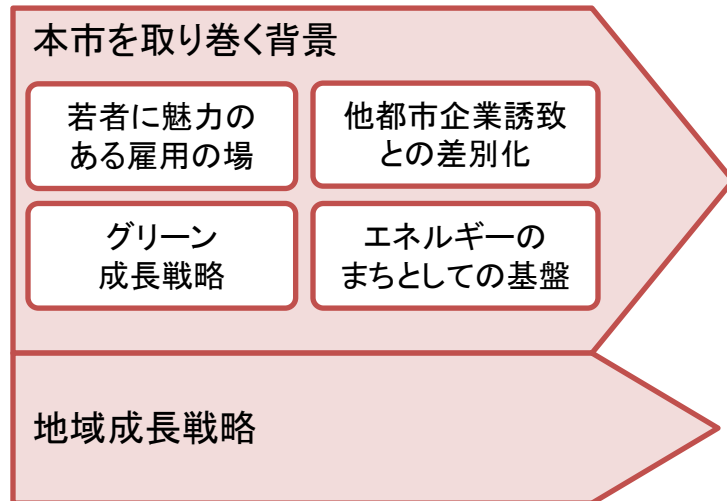 本市を取り巻く背景
若者に魅力の
ある雇用の場
他都市企業誘致
との差別化
グリーン
成長戦略
エネルギーの
まちとしての基盤
地域成長戦略